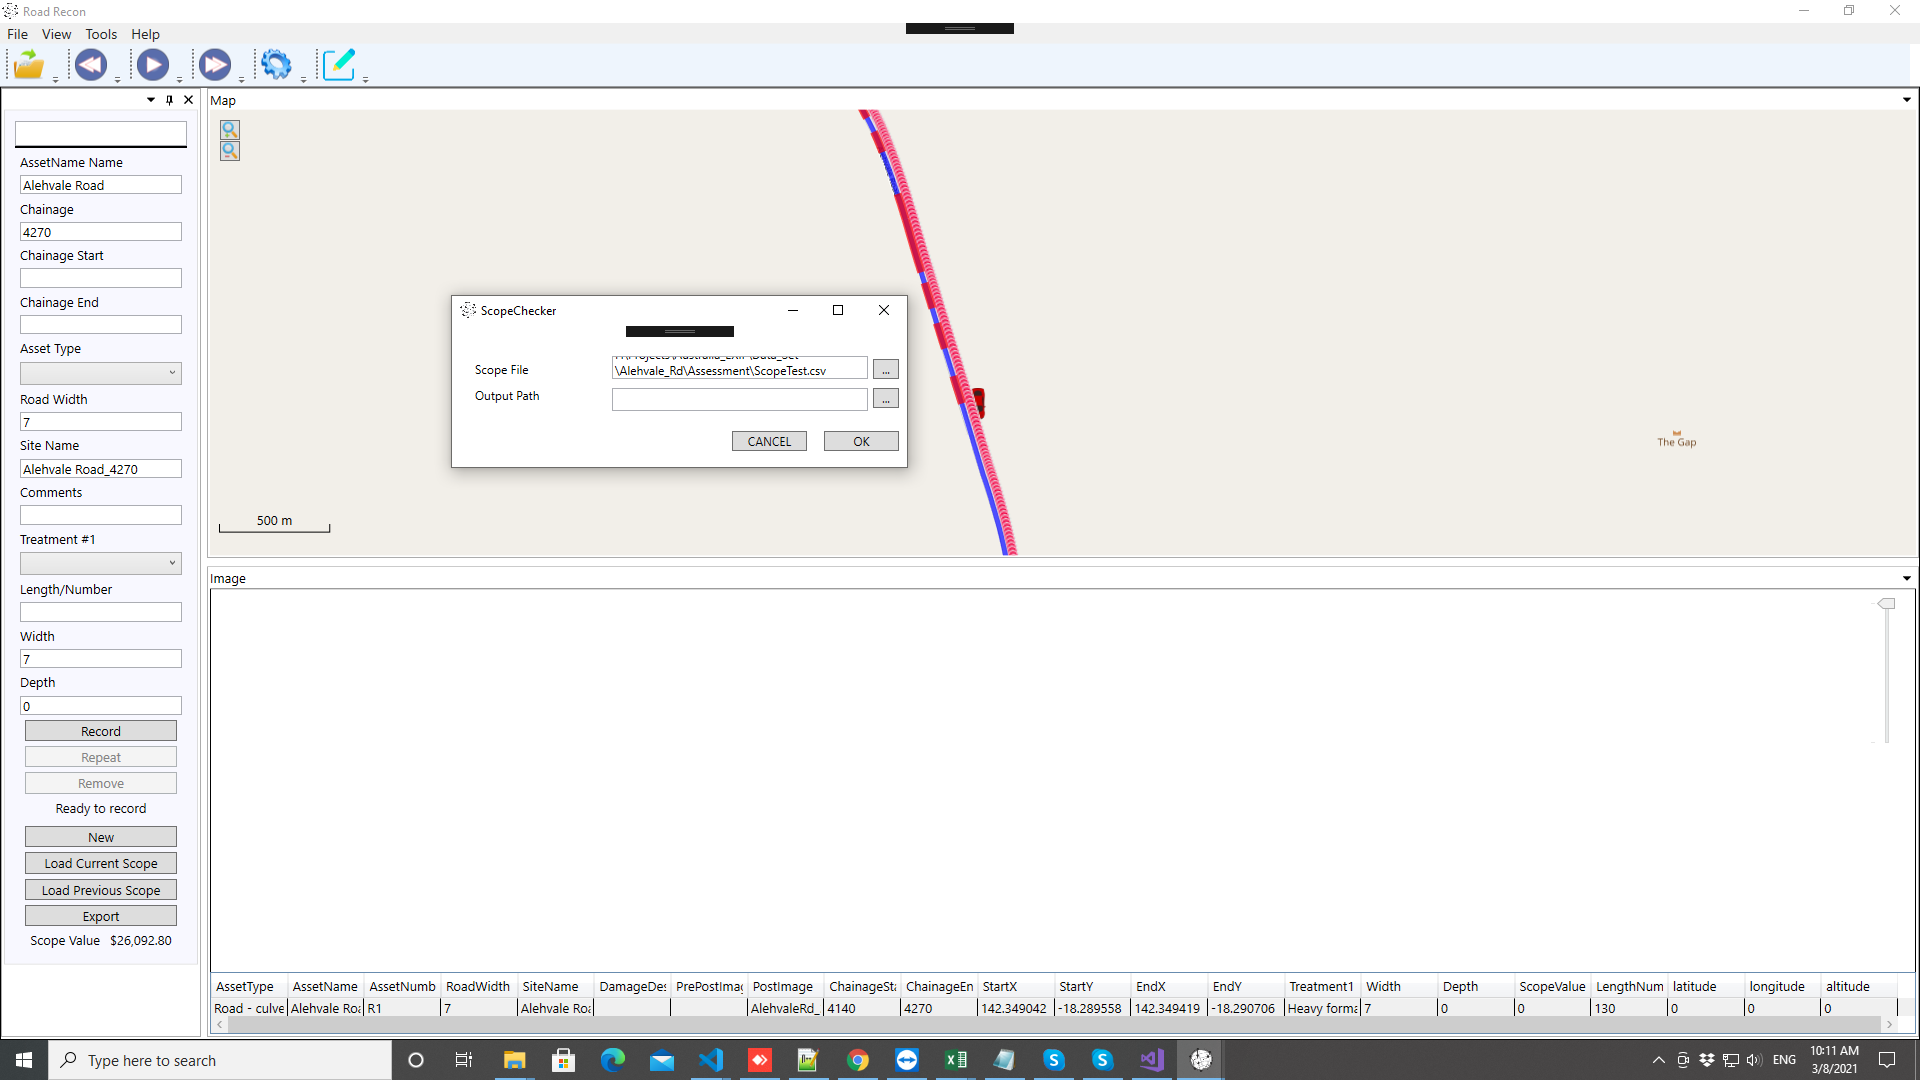 Road Recon
File View Tools Help
Map
AssetName Name
Alehvale Road
Chainage
4270
Chainage Start
Chainage End
Asset Type
Road Width
7
Site Name
Alehvale Road_4270
Comments
Treatment #1
Length/Number
Width
7
Depth
0
Record
Repeat
Remove
Ready to record
New
Load Current Scope
Load Previous Scope
Export
Scope Value $26,092.80
500 m
The Gap
ScopeChecker
Scope File
\Alehvale_Rd\Assessment\ScopeTest.csv
...
Output Path
...
CANCEL OK
Image
AssetType AssetName AssetNumb RoadWidth SiteName DamageDes PrePostImag PostImage ChainageSta ChainageEn StartX StartY EndX EndY Treatment1 Width Depth ScopeValue LengthNum latitude longitude altitude
Road - culve Alehvale Roa R1 7 Alehvale Roa AlehvaleRd_ 4140 4270 142.349042 -18.289558 142.349419 -18.290706 Heavy forma 7 0 0 130 0 0 0
Type here to search
ENG
10:11 AM
3/8/2021